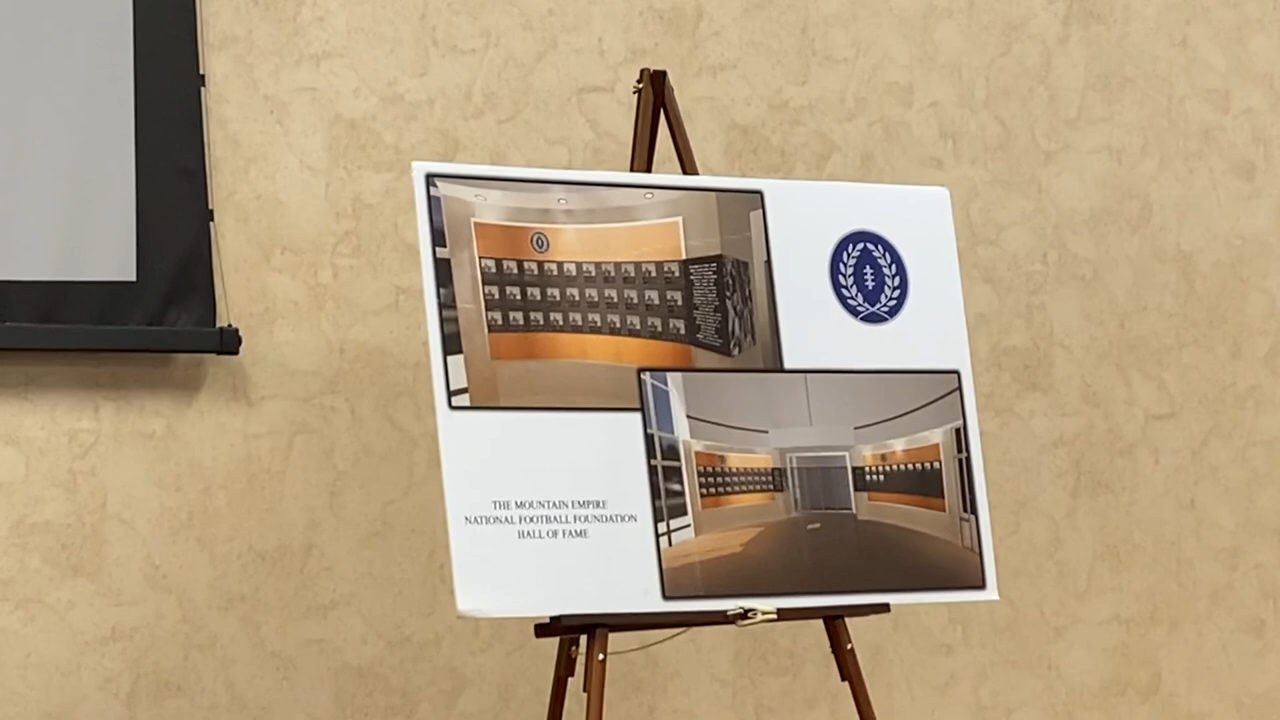 THE MOUNTAIN EMPIRE
NATIONAL FOOTBALL FOUNDATION
HALL OF FAME